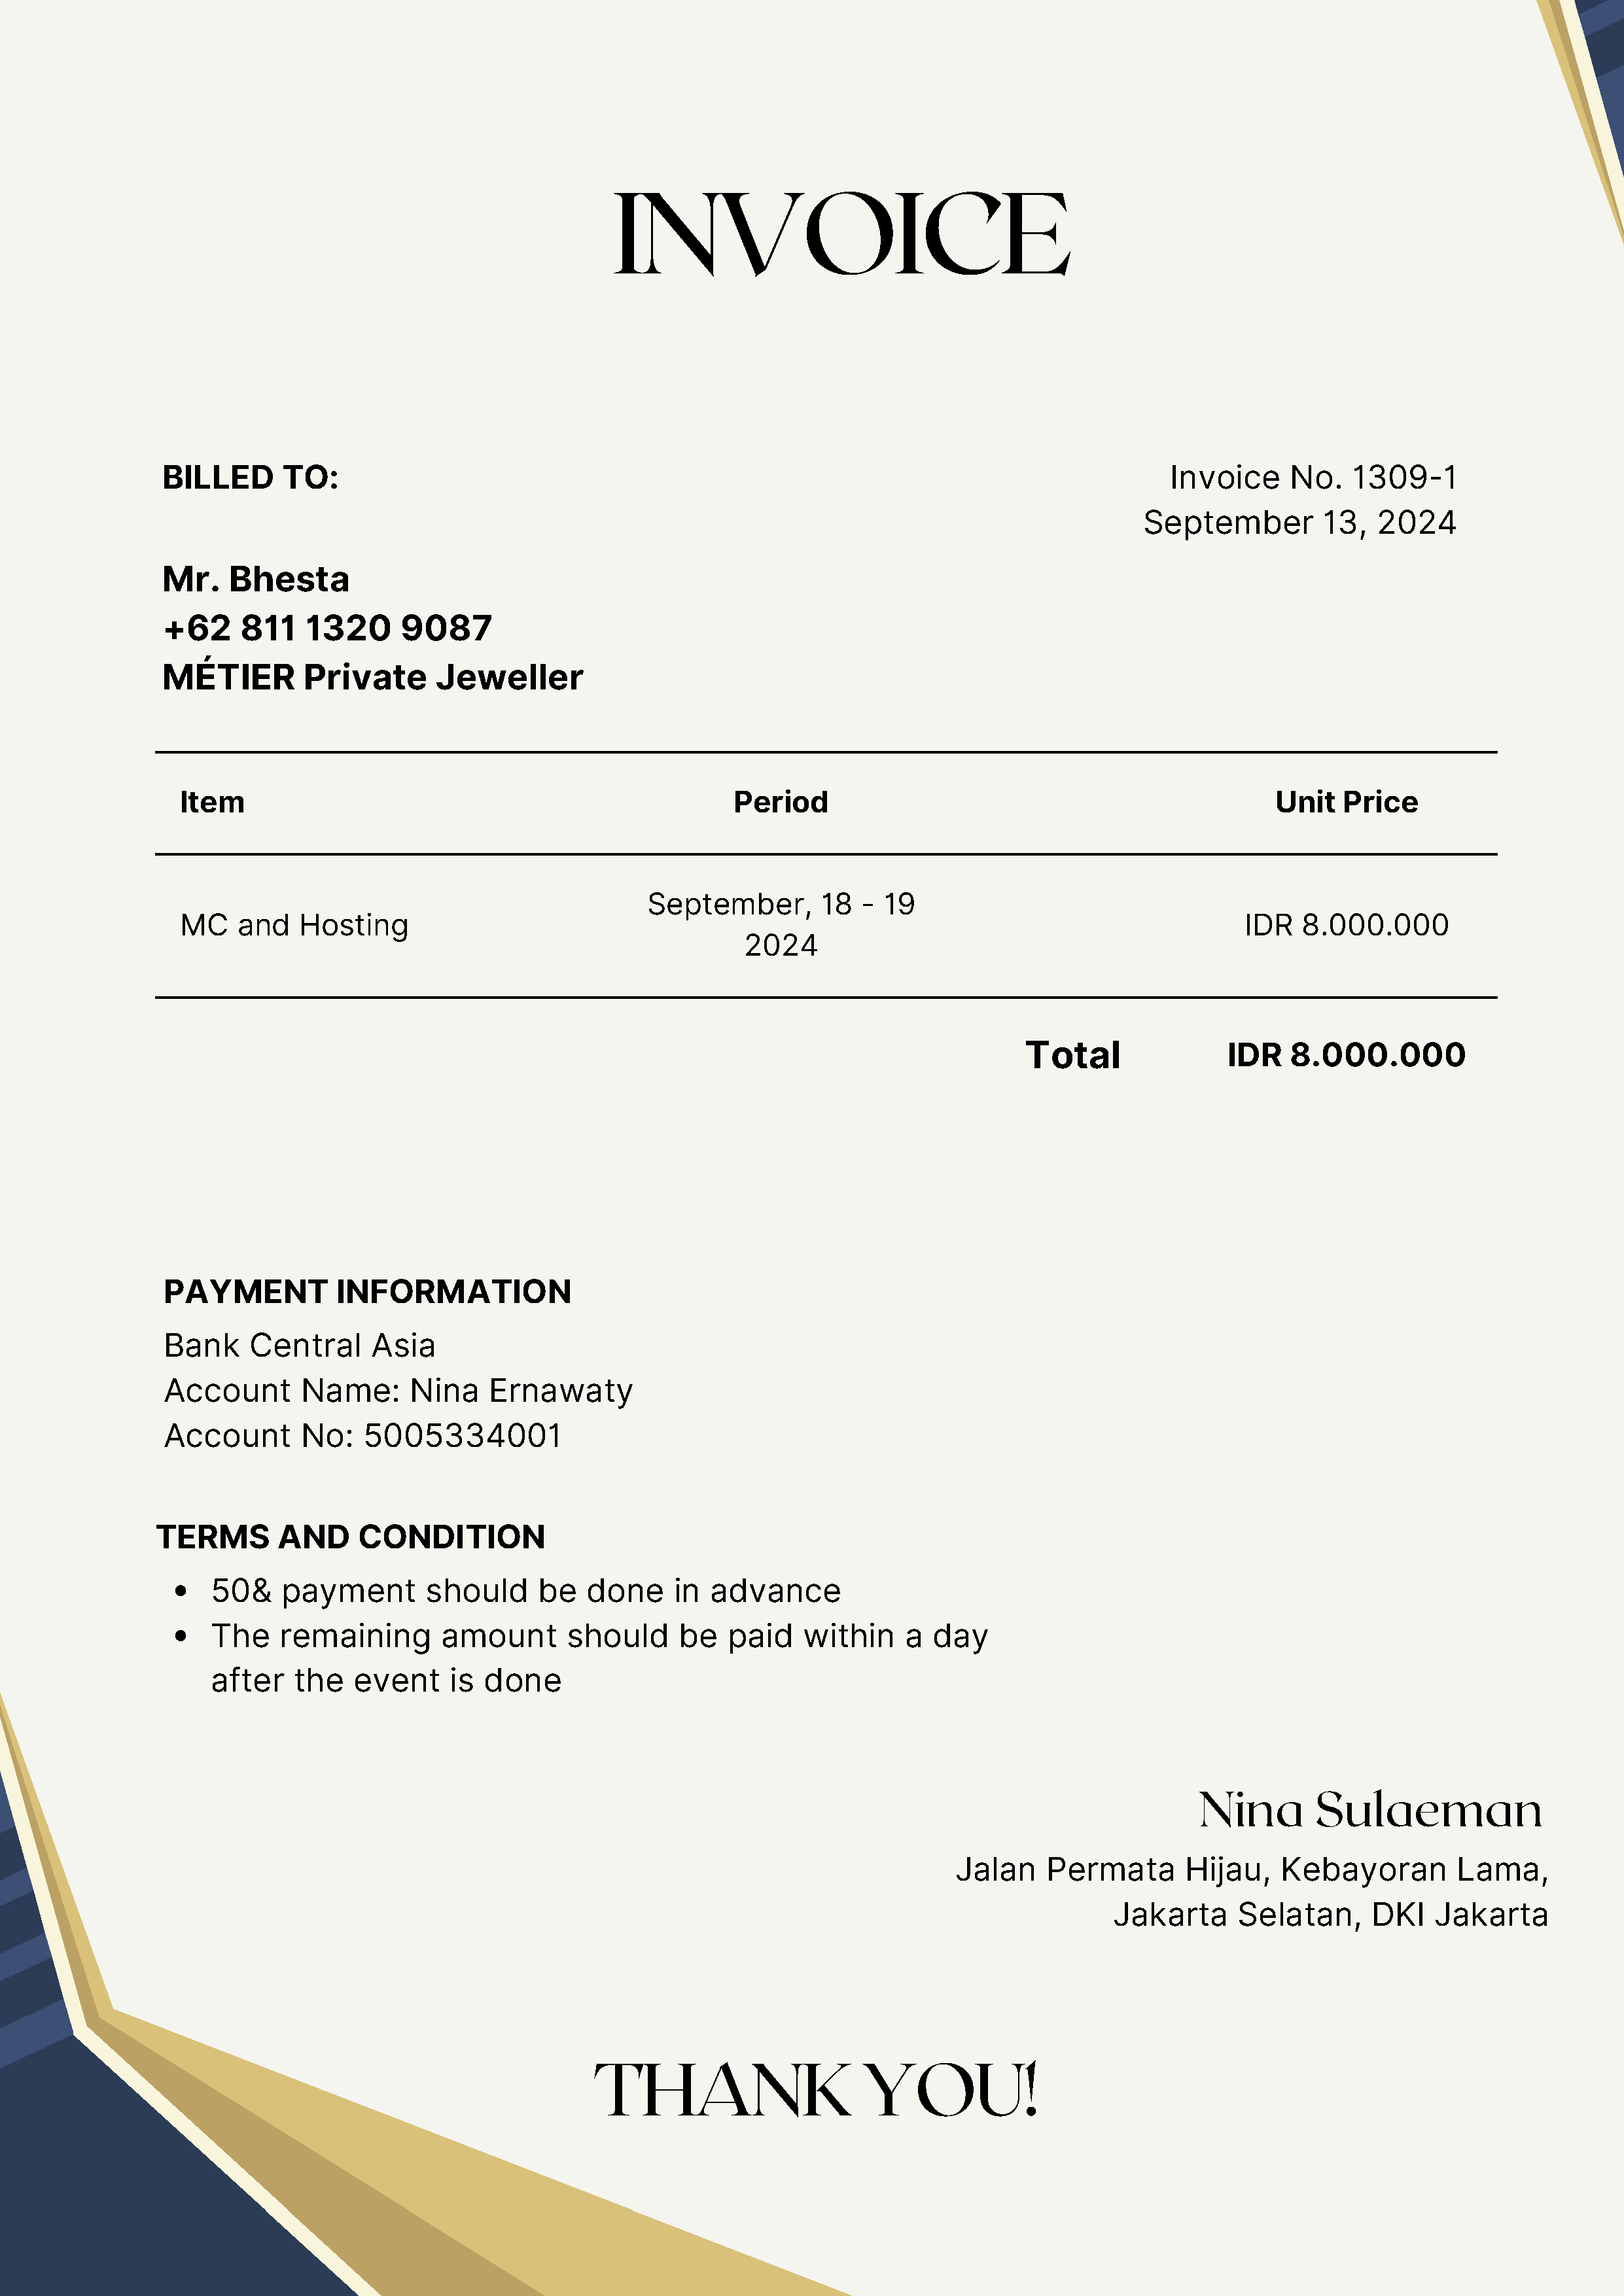 INVOICE
BILLED TO:
Invoice No. 1309-1
September 13, 2024
Mr. Bhesta
+62 811 1320 9087
MÉTIER Private Jeweller
Item Period Unit Price
MC and Hosting September, 18 - 19 2024 IDR 8.000.000
Total IDR 8.000.000
PAYMENT INFORMATION
Bank Central Asia
Account Name: Nina Ernawaty
Account No: 5005334001
TERMS AND CONDITION
• 50& payment should be done in advance
• The remaining amount should be paid within a day
after the event is done
Nina Sulaeman
Jalan Permata Hijau, Kebayoran Lama,
Jakarta Selatan, DKI Jakarta
THANK YOU!